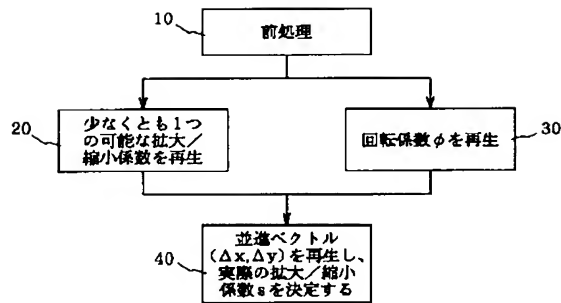 10
前処理
20
少なくとも1つ
の可能な拡大/
縮小係数を再生
回転係数φを再生
30
並進ベクトル
(Δx,Δy)を再生し、
実際の拡大/縮小
係数sを決定する
40